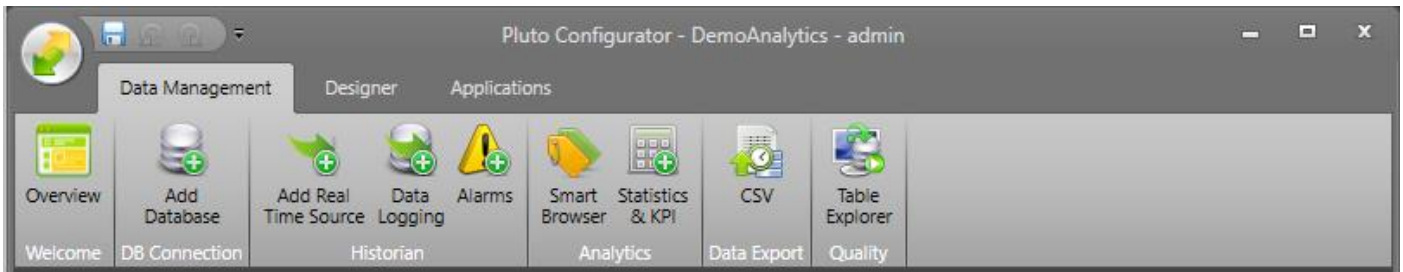 Pluto Configurator - DemoAnalytics - admin
Data Management Designer Applications
Overview Add Add Real Data Alarms Smart Statistics CSV Table
Database Time Source Logging Browser & KPI Explorer
Welcome DB Connection Historian Analytics Data Export Quality